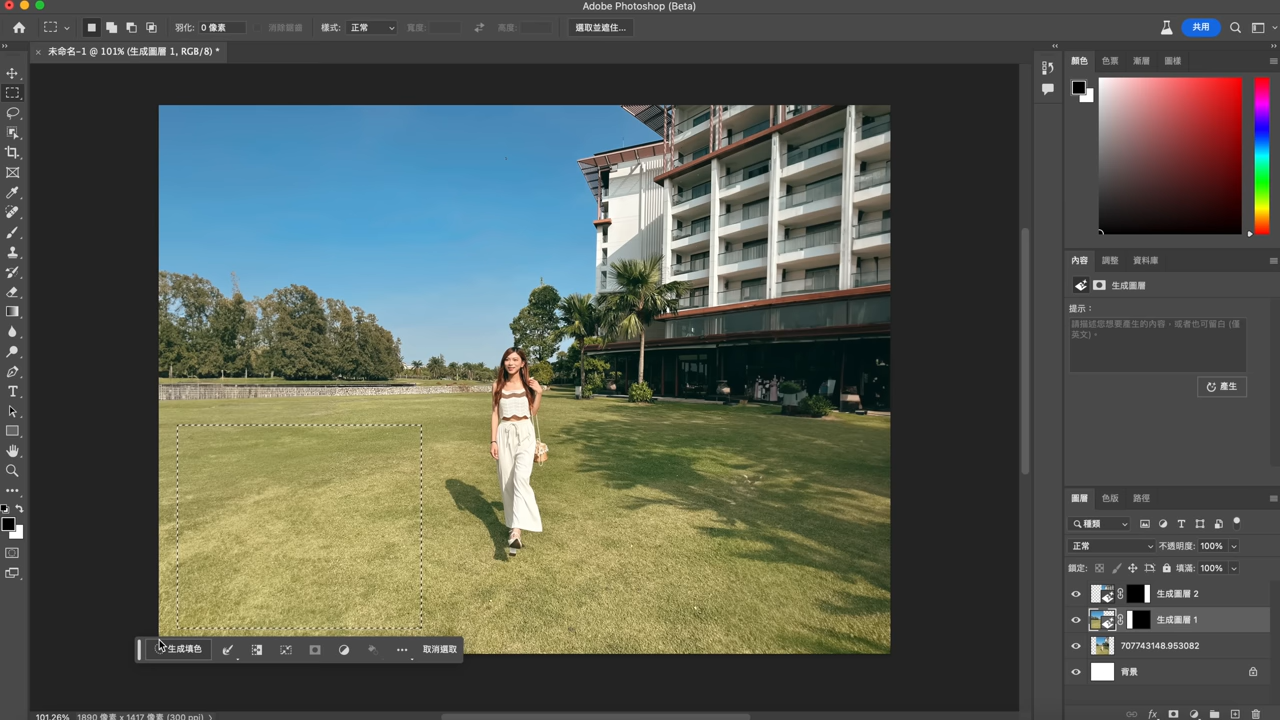 Adobe Photoshop (Beta)
羽化: 0 像素
消除鋸齒
樣式: 正常
寬度:
高度:
選取並遮住...
共用
× 未命名-1 @ 101% (生成圖層 1, RGB/8) *
顏色 色票 漸層 圖樣
內容 調整 資料庫
生成圖層
提示：
請描述您想要產生的內容，或者也可留白 (僅
英文)。
產生
圖層 色版 路徑
種類
正常 不透明度: 100%
鎖定: 填滿: 100%
生成圖層 2
生成圖層 1
707743148.953082
背景
生成填色 取消選取
101.26% 1890 像素 x 1417 像素 (300 ppi)